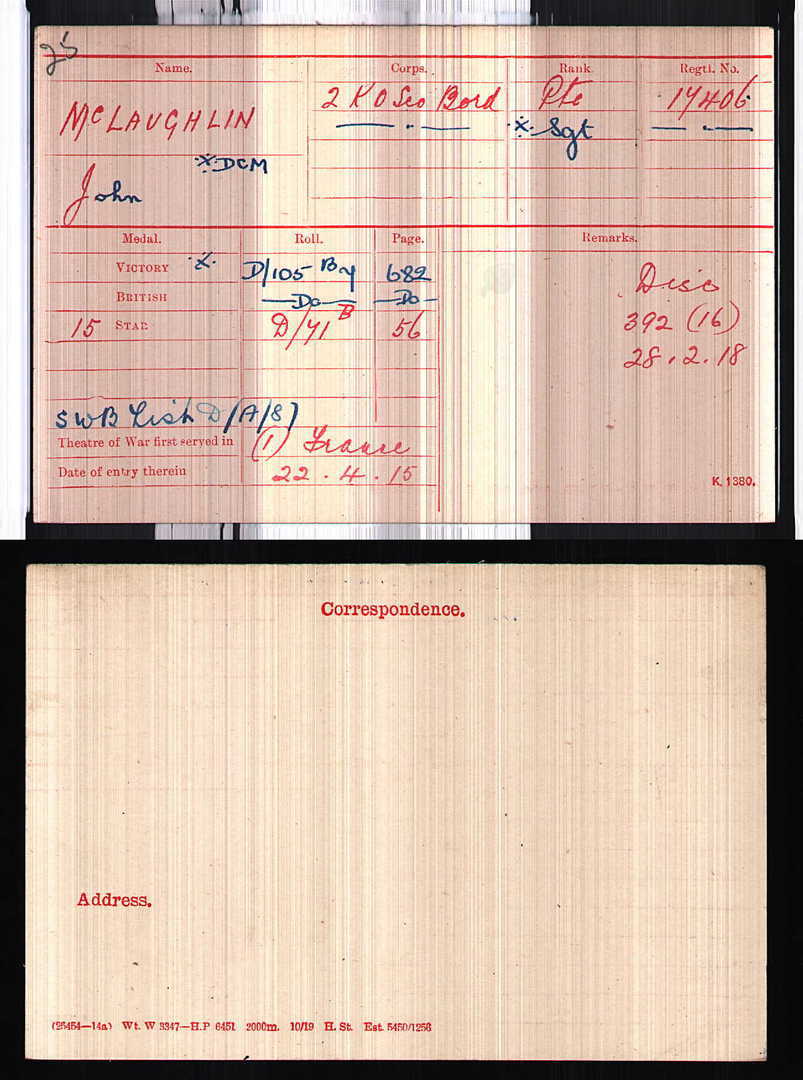 Name. Corps. Rank. Regtl. No.
McLAUGHLIN 2 K O Sco Bord Pte 17406
— " — ※ Sgt — " —
※ DCM
John
Medal. Roll. Page. Remarks.
VICTORY ※ D/105 B 682 Disc
BRITISH —Do— —Do—
15 STAR D/71 B 56 392 (16)
28.2.18
SWB List D/(A/8)
Theatre of War first served in (1) France
Date of entry therein 22.4.15
K. 1380.
Correspondence.
Address.
(25454—14a) Wt. W 3347—H.P 6451 2000m. 10/19 H. St. Est. 5450/1256